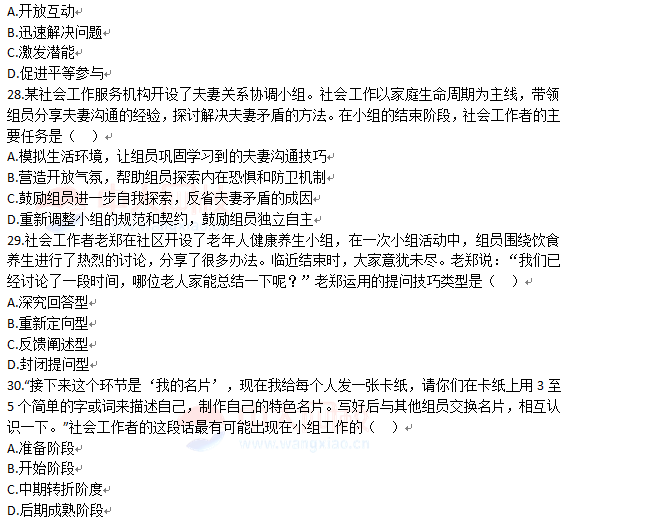 A.开放互动
B.迅速解决问题
C.激发潜能
D.促进平等参与
28.某社会工作服务机构开设了夫妻关系协调小组。社会工作以家庭生命周期为主线，带领
组员分享夫妻沟通的经验，探讨解决夫妻矛盾的方法。在小组的结束阶段，社会工作者的主
要任务是（ ）
A.模拟生活环境，让组员巩固学习到的夫妻沟通技巧
B.营造开放气氛，帮助组员探索内在恐惧和防卫机制
C.鼓励组员进一步自我探索，反省夫妻矛盾的成因
D.重新调整小组的规范和契约，鼓励组员独立自主
29.社会工作者老郑在社区开设了老年人健康养生小组，在一次小组活动中，组员围绕饮食
养生进行了热烈的讨论，分享了很多办法。临近结束时，大家意犹未尽。老郑说：“我们已
经讨论了一段时间，哪位老人家能总结一下呢？”老郑运用的提问技巧类型是（ ）
A.深究回答型
B.重新定向型
C.反馈阐述型
D.封闭提问型
30.“接下来这个环节是‘我的名片’，现在我给每个人发一张卡纸，请你们在卡纸上用 3 至
5 个简单的字或词来描述自己，制作自己的特色名片。写好后与其他组员交换名片，相互认
识一下。”社会工作者的这段话最有可能出现在小组工作的（ ）
www.wangxiao.cn
A.准备阶段
B.开始阶段
C.中期转折阶度
D.后期成熟阶段